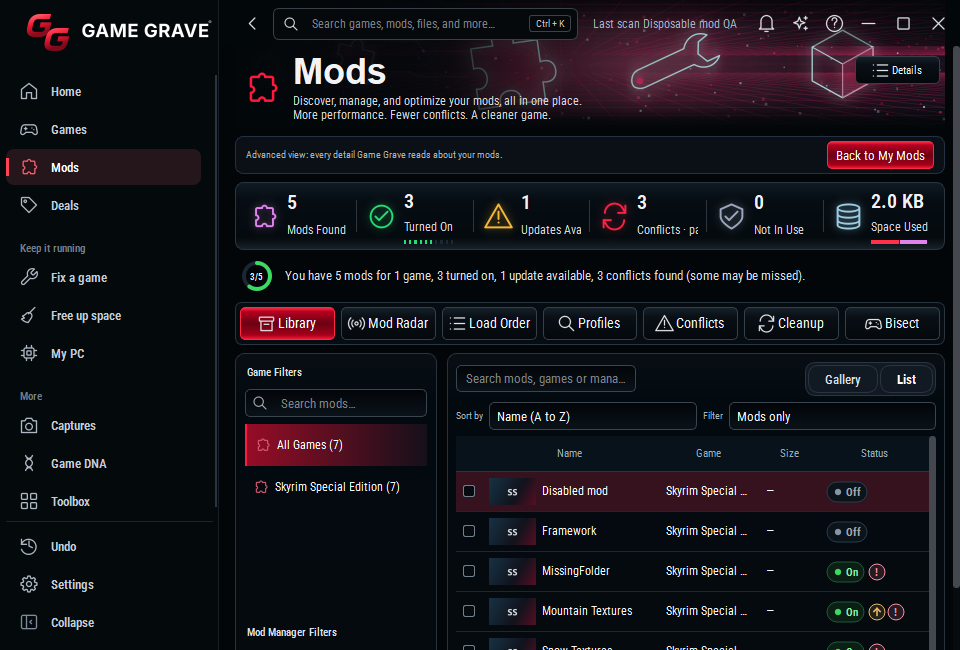 GAME GRAVE
Search games, mods, files, and more...
Ctrl + K
Last scan Disposable mod QA
Home
Games
Mods
Deals
Keep it running
Fix a game
Free up space
My PC
More
Captures
Game DNA
Toolbox
Undo
Settings
Collapse
Mods
Discover, manage, and optimize your mods, all in one place.
More performance. Fewer conflicts. A cleaner game.
Details
Advanced view: every detail Game Grave reads about your mods.
Back to My Mods
5
Mods Found
3
Turned On
1
Updates Ava
3
Conflicts · pa
0
Not In Use
2.0 KB
Space Used
3/5
You have 5 mods for 1 game, 3 turned on, 1 update available, 3 conflicts found (some may be missed).
Library
Mod Radar
Load Order
Profiles
Conflicts
Cleanup
Bisect
Game Filters
Search mods...
All Games (7)
Skyrim Special Edition (7)
Mod Manager Filters
Search mods, games or mana...
Gallery
List
Sort by
Name (A to Z)
Filter
Mods only
Name Game Size Status
SS Disabled mod Skyrim Special ... — Off
SS Framework Skyrim Special ... — Off
SS MissingFolder Skyrim Special ... — On
SS Mountain Textures Skyrim Special ... — On
SS Snow Textures Skyrim Special ... — On